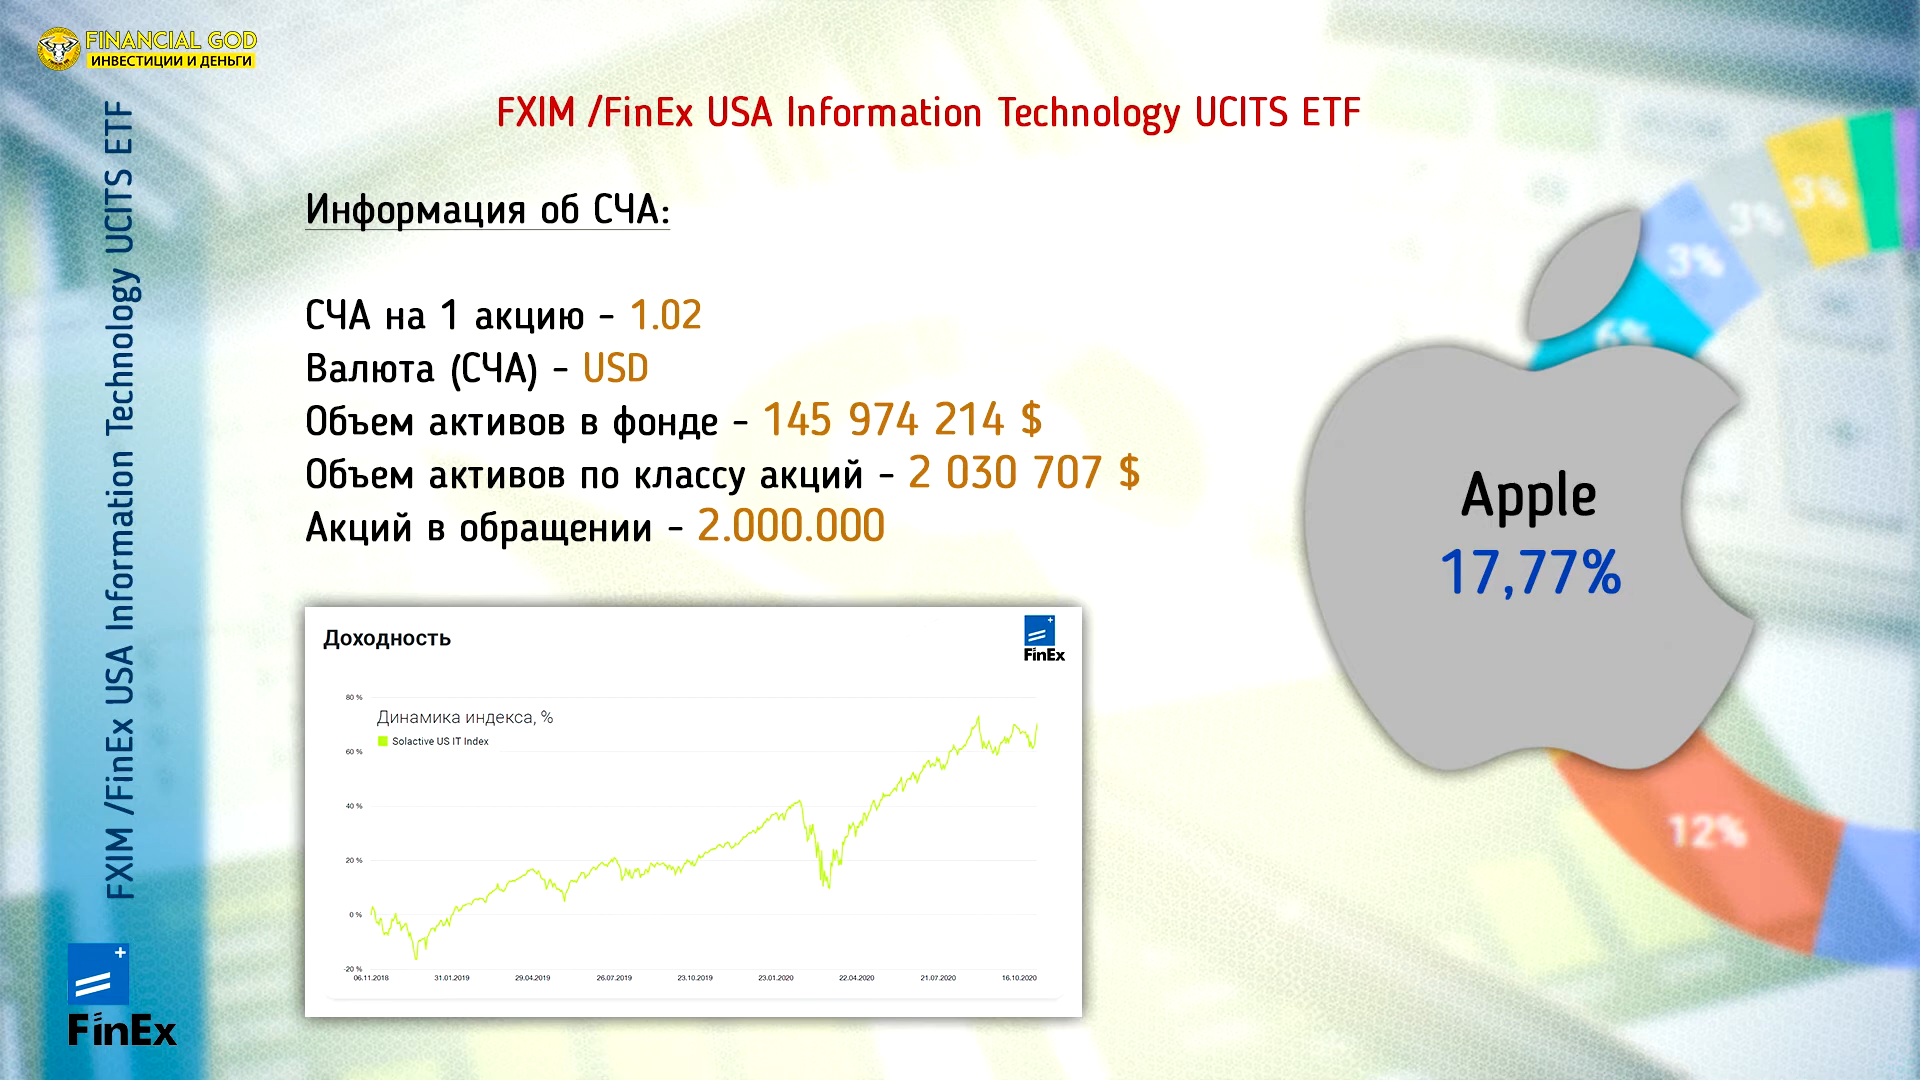 FINANCIAL GOD
ИНВЕСТИЦИИ И ДЕНЬГИ
FXIM /FinEx USA Information Technology UCITS ETF
FXIM /FinEx USA Information Technology UCITS ETF
Информация об СЧА:
СЧА на 1 акцию - 1.02
Валюта (СЧА) - USD
Объем активов в фонде - 145 974 214 $
Объем активов по классу акций - 2 030 707 $
Акций в обращении - 2.000.000
3%
3%
3%
6%
Apple
17,77%
12%
Доходность
FinEx
80 %
Динамика индекса, %
Solactive US IT Index
60 %
40 %
20 %
0 %
-20 %
06.11.2018 31.01.2019 29.04.2019 26.07.2019 23.10.2019 23.01.2020 22.04.2020 21.07.2020 16.10.2020
FinEx